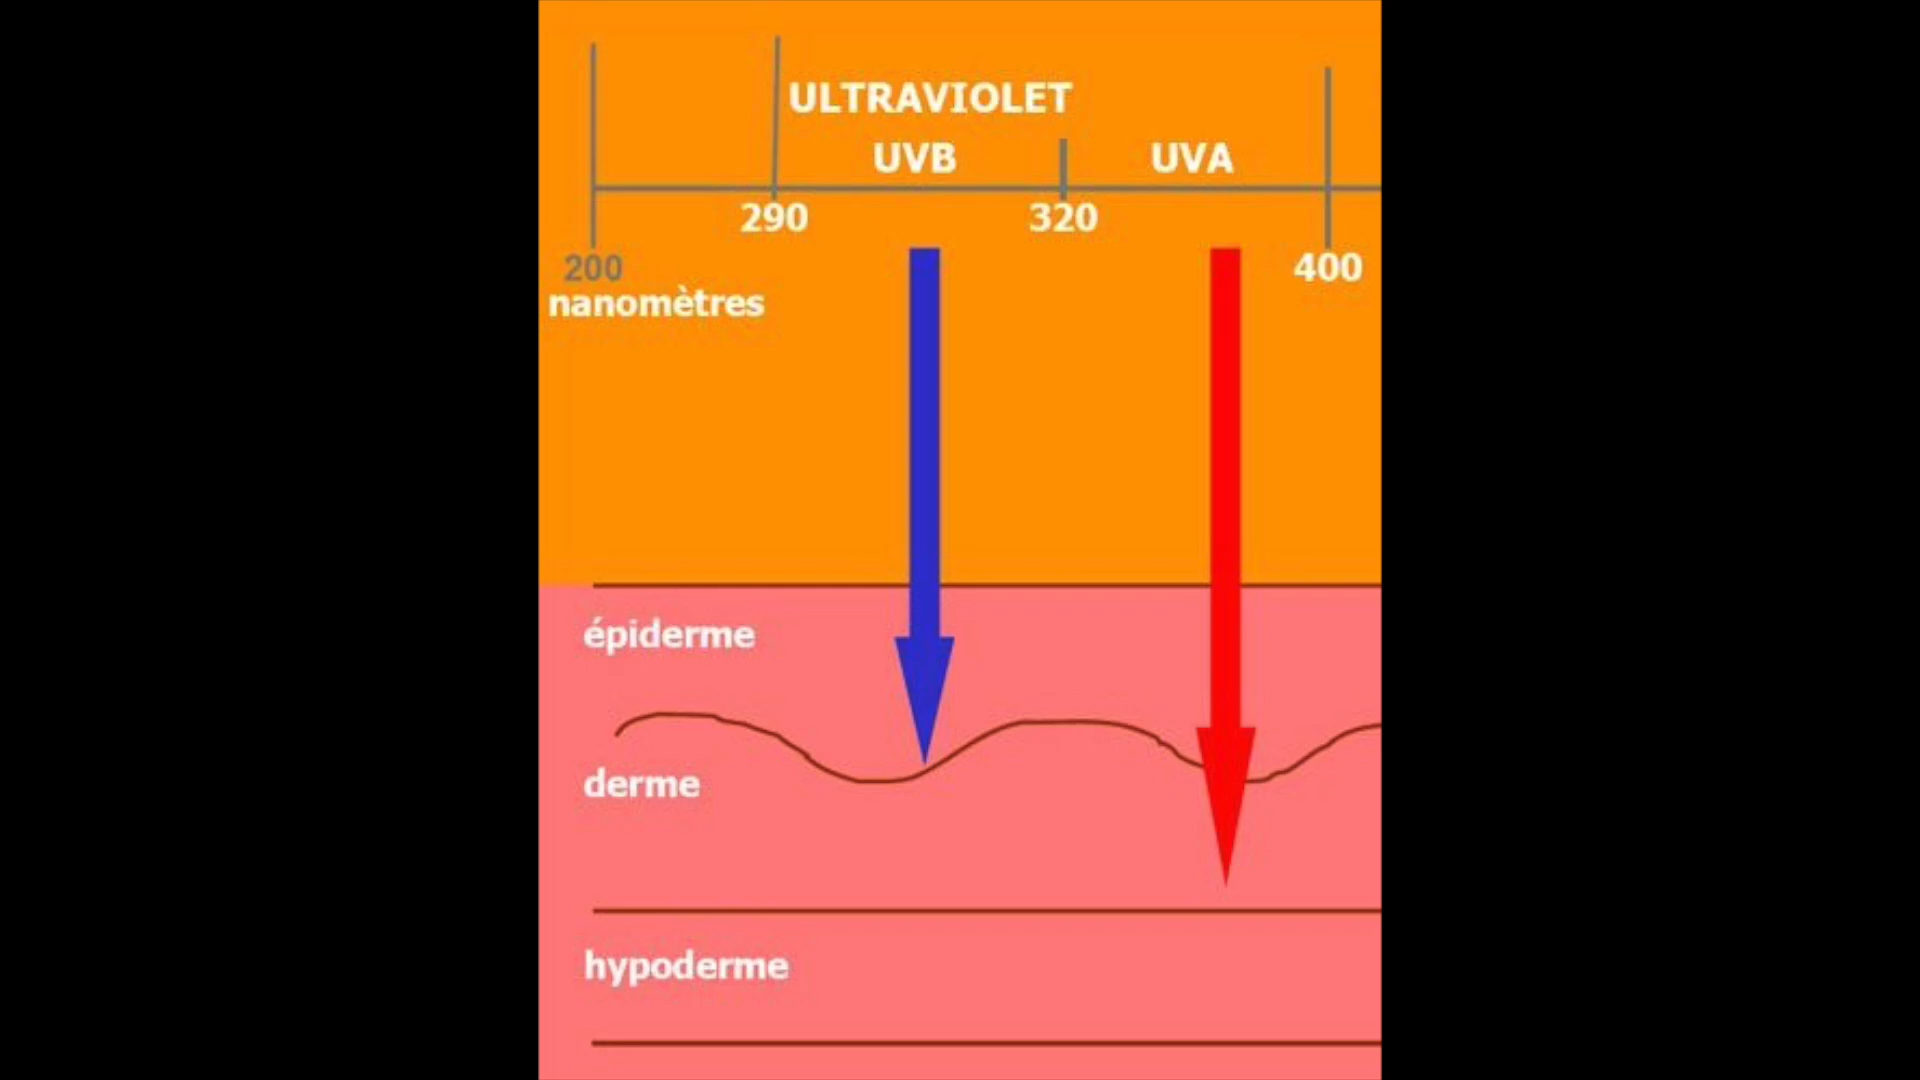 ULTRAVIOLET
UVB UVA
290 320
200 400
nanomètres
épiderme
derme
hypoderme